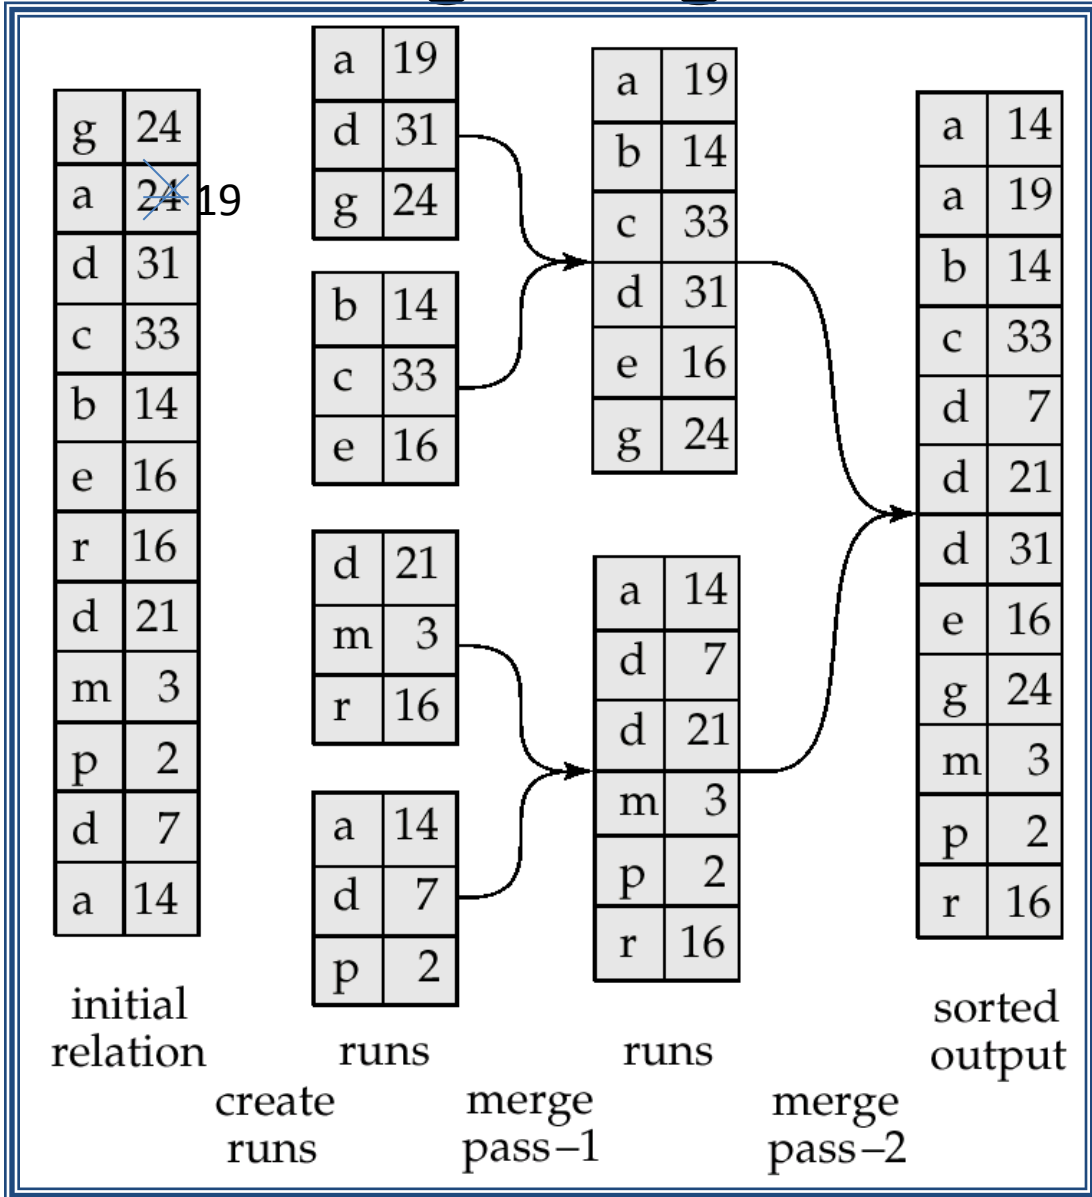 g 24
a 24 19
d 31
c 33
b 14
e 16
r 16
d 21
m 3
p 2
d 7
a 14
initial
relation
create
runs
a 19
d 31
g 24
b 14
c 33
e 16
d 21
m 3
r 16
a 14
d 7
p 2
runs
merge
pass–1
a 19
b 14
c 33
d 31
e 16
g 24
a 14
d 7
d 21
m 3
p 2
r 16
runs
merge
pass–2
a 14
a 19
b 14
c 33
d 7
d 21
d 31
e 16
g 24
m 3
p 2
r 16
sorted
output